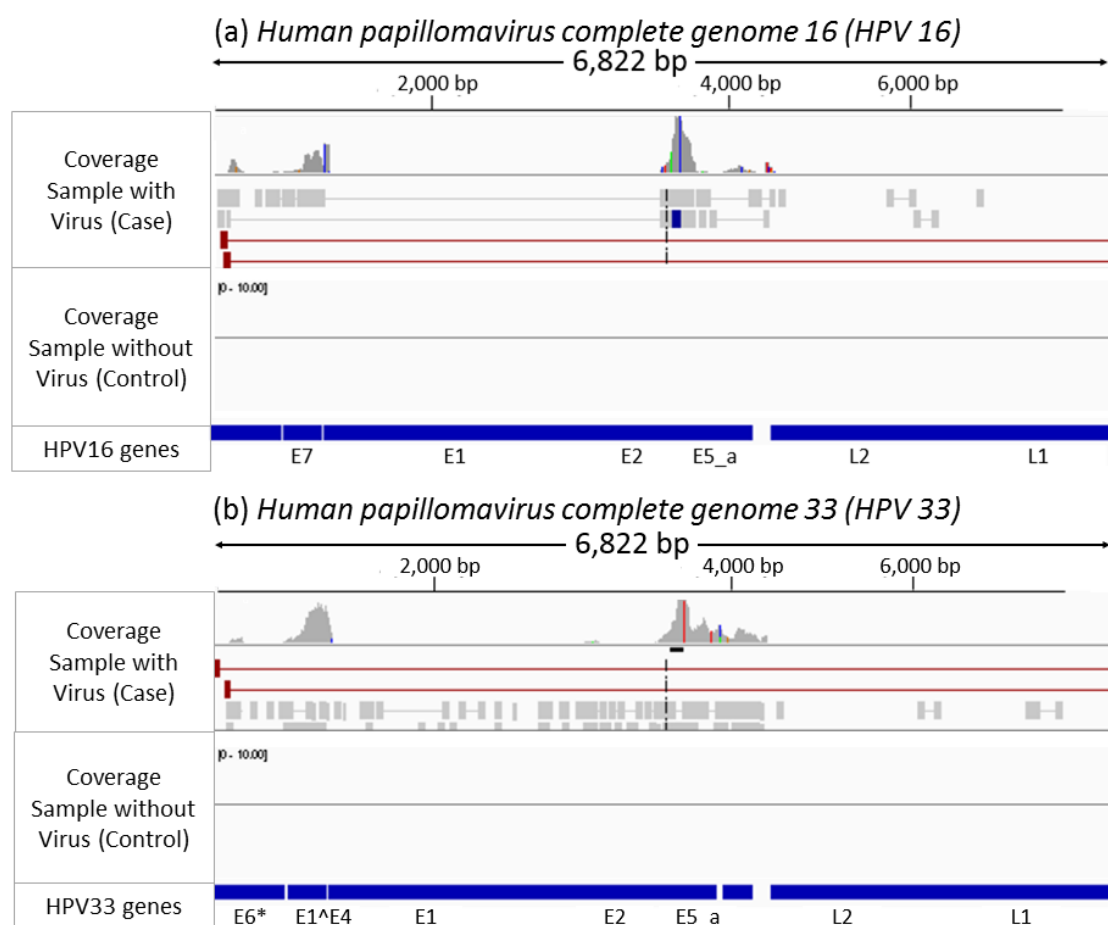 (a) Human papillomavirus complete genome 16 (HPV 16)
6,822 bp
2,000 bp 4,000 bp 6,000 bp
Coverage
Sample with
Virus (Case)
[0 - 10.00]
Coverage
Sample without
Virus (Control)
HPV16 genes
E7 E1 E2 E5_a L2 L1
(b) Human papillomavirus complete genome 33 (HPV 33)
6,822 bp
2,000 bp 4,000 bp 6,000 bp
Coverage
Sample with
Virus (Case)
[0 - 10.00]
Coverage
Sample without
Virus (Control)
HPV33 genes
E6* E1^E4 E1 E2 E5_a L2 L1